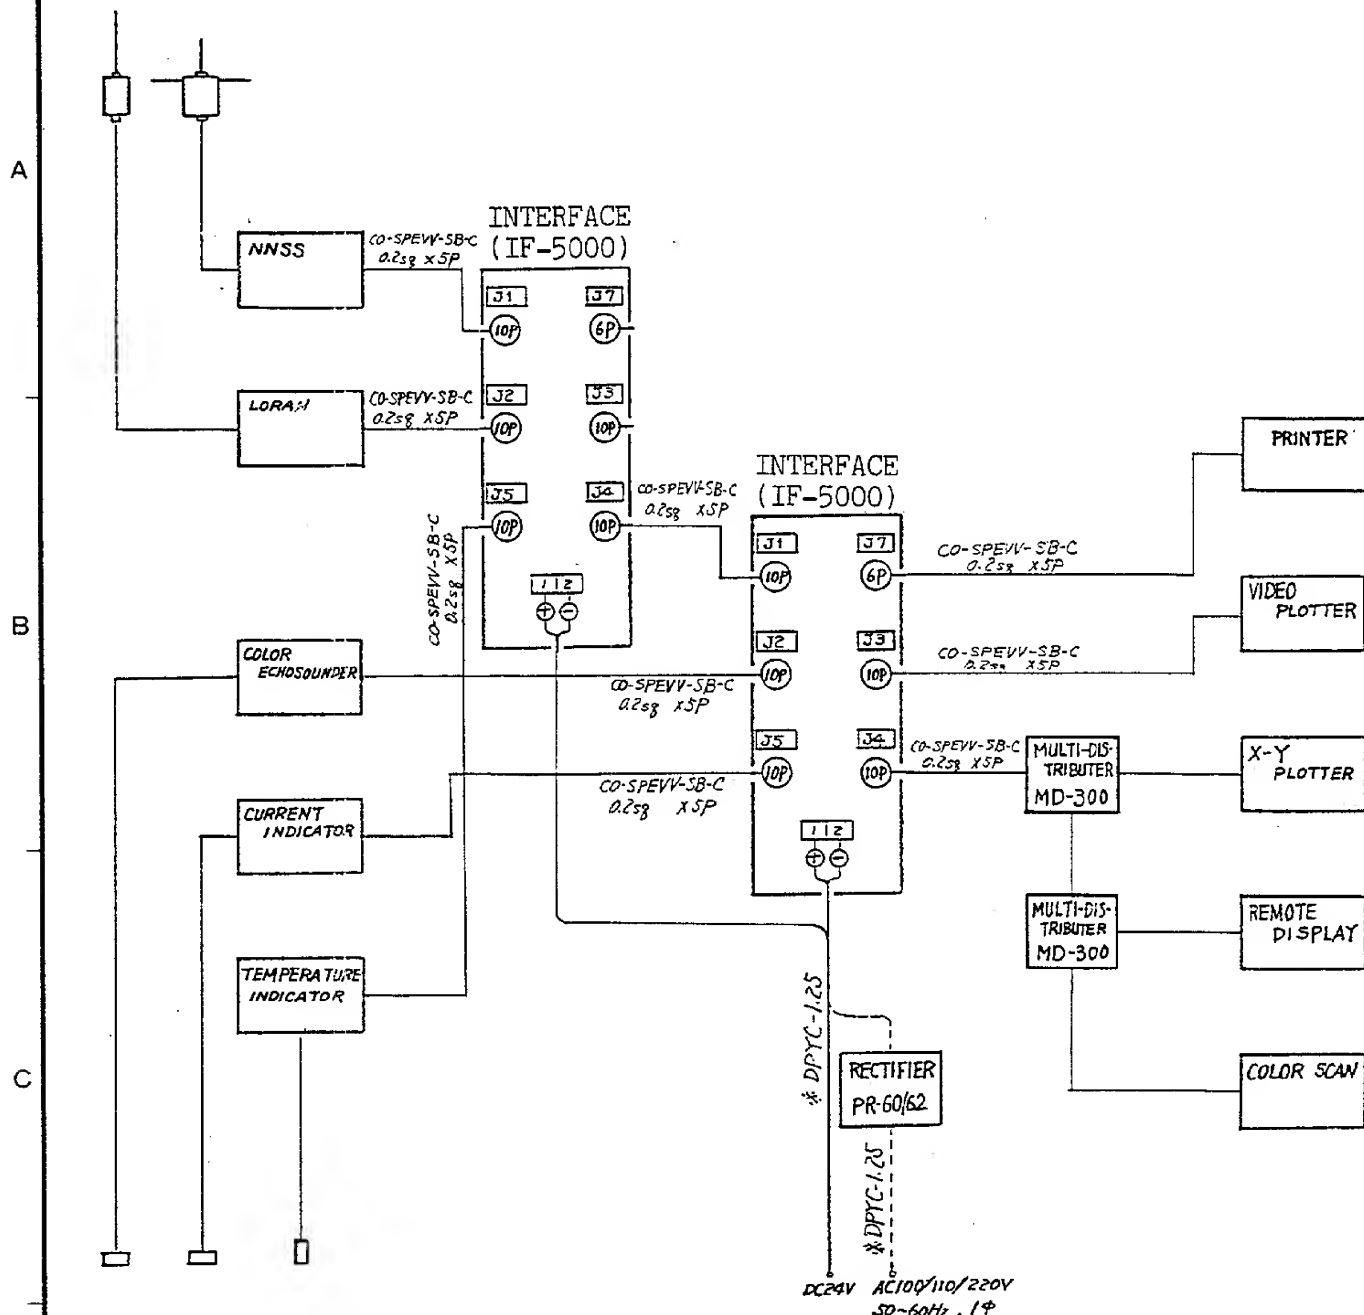 A
INTERFACE
(IF-5000)
NNSS
CO-SPEVV-SB-C
0.2sq x5P
J1
J7
10P
6P
LORAN
CO-SPEVV-SB-C
0.2sq x5P
J2
J3
10P
10P
J5
J4
10P
10P
CO-SPEVV-SB-C
0.2sq x5P
CO-SPEVV-SB-C
0.2sq x5P
1 2
+ −
INTERFACE
(IF-5000)
J1
J7
10P
6P
CO-SPEVV-SB-C
0.2sq x5P
PRINTER
B
J2
J3
10P
10P
CO-SPEVV-SB-C
0.2sq x5P
VIDEO
PLOTTER
COLOR
ECHOSOUNDER
CO-SPEVV-SB-C
0.2sq x5P
J5
J4
10P
10P
CO-SPEVV-SB-C
0.2sq x5P
MULTI-DIS-
TRIBUTER
MD-300
X-Y
PLOTTER
CURRENT
INDICATOR
CO-SPEVV-SB-C
0.2sq x5P
1 2
+ −
MULTI-DIS-
TRIBUTER
MD-300
REMOTE
DISPLAY
TEMPERATURE
INDICATOR
※ DPYC-1.25
C
RECTIFIER
PR-60/62
COLOR SCAN
※ DPYC-1.25
DC24V
AC100/110/220V
50~60Hz, 1Φ